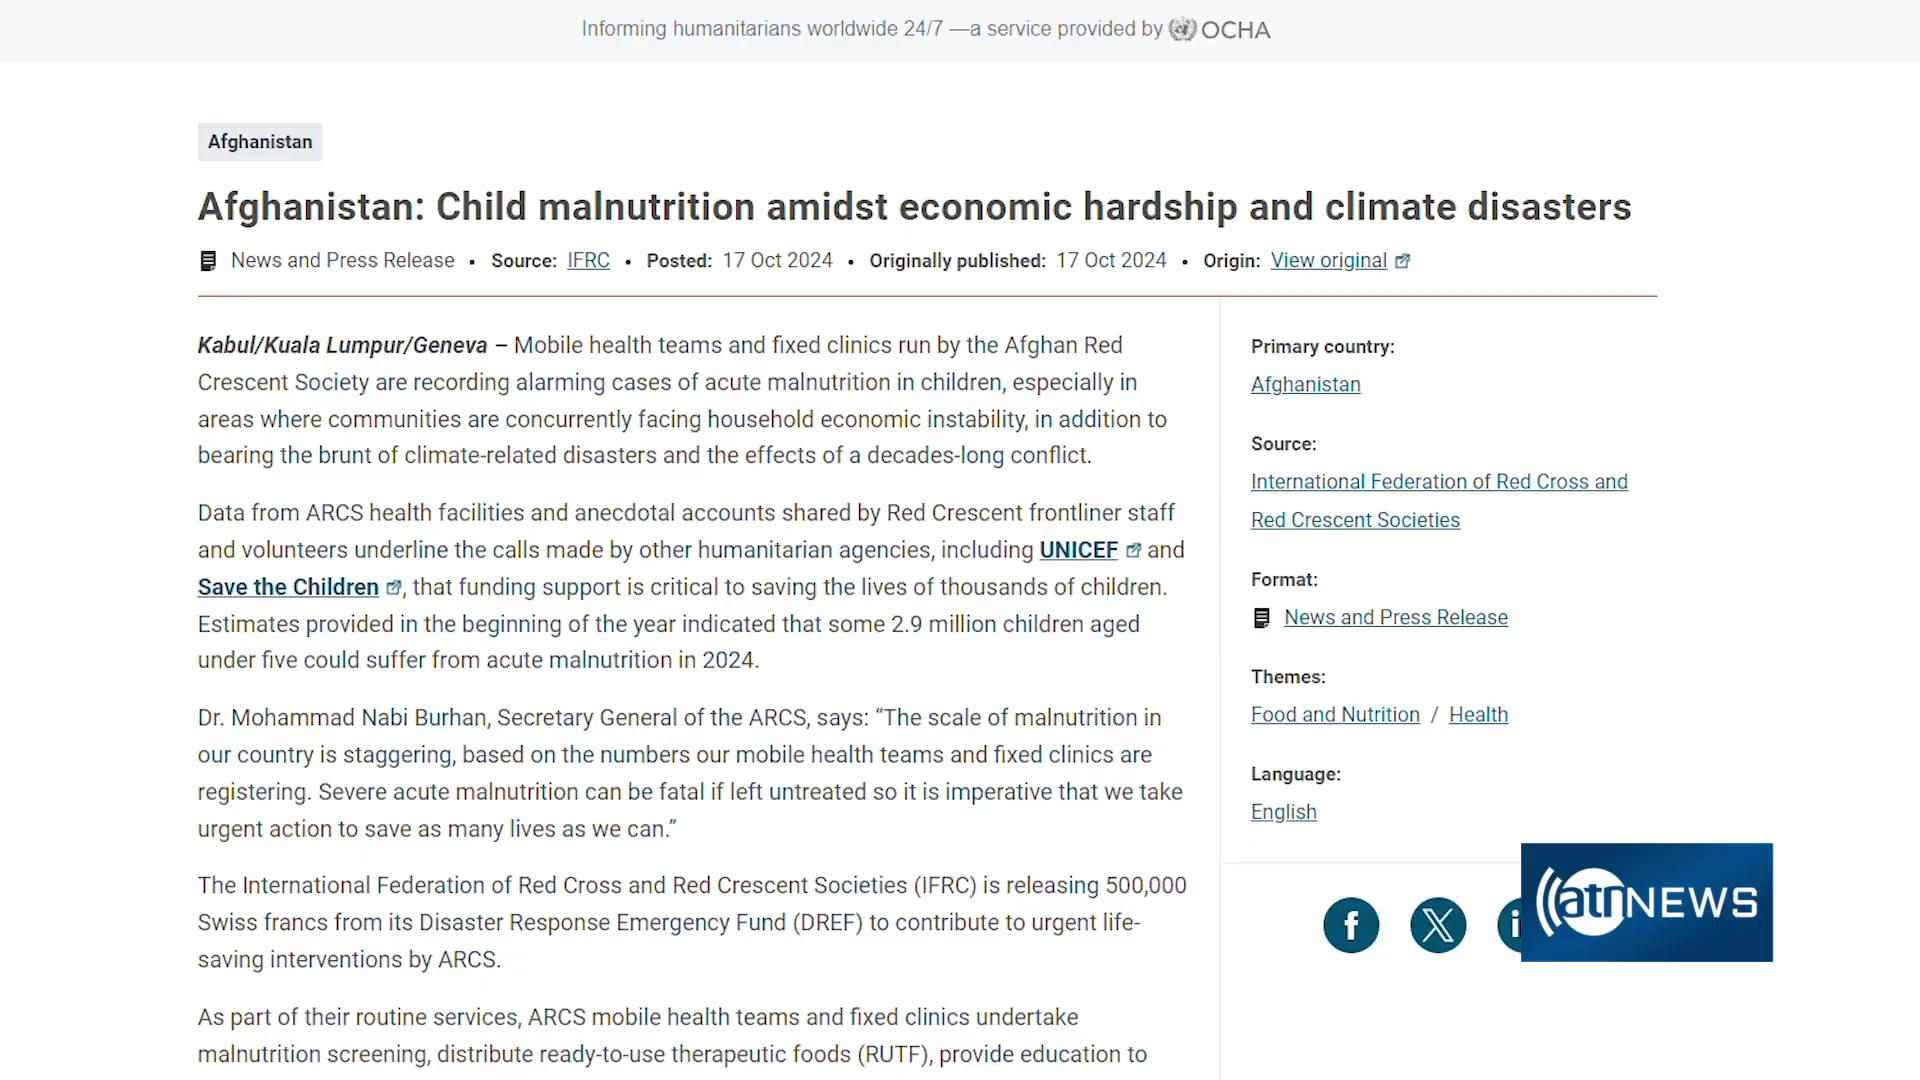 Informing humanitarians worldwide 24/7 —a service provided by OCHA
Afghanistan
Afghanistan: Child malnutrition amidst economic hardship and climate disasters
News and Press Release • Source: IFRC • Posted: 17 Oct 2024 • Originally published: 17 Oct 2024 • Origin: View original
Kabul/Kuala Lumpur/Geneva – Mobile health teams and fixed clinics run by the Afghan Red
Crescent Society are recording alarming cases of acute malnutrition in children, especially in
areas where communities are concurrently facing household economic instability, in addition to
bearing the brunt of climate-related disasters and the effects of a decades-long conflict.
Data from ARCS health facilities and anecdotal accounts shared by Red Crescent frontliner staff
and volunteers underline the calls made by other humanitarian agencies, including UNICEF and
Save the Children, that funding support is critical to saving the lives of thousands of children.
Estimates provided in the beginning of the year indicated that some 2.9 million children aged
under five could suffer from acute malnutrition in 2024.
Dr. Mohammad Nabi Burhan, Secretary General of the ARCS, says: “The scale of malnutrition in
our country is staggering, based on the numbers our mobile health teams and fixed clinics are
registering. Severe acute malnutrition can be fatal if left untreated so it is imperative that we take
urgent action to save as many lives as we can.”
The International Federation of Red Cross and Red Crescent Societies (IFRC) is releasing 500,000
Swiss francs from its Disaster Response Emergency Fund (DREF) to contribute to urgent life-
saving interventions by ARCS.
As part of their routine services, ARCS mobile health teams and fixed clinics undertake
malnutrition screening, distribute ready-to-use therapeutic foods (RUTF), provide education to
Primary country:
Afghanistan
Source:
International Federation of Red Cross and
Red Crescent Societies
Format:
News and Press Release
Themes:
Food and Nutrition / Health
Language:
English
atn NEWS